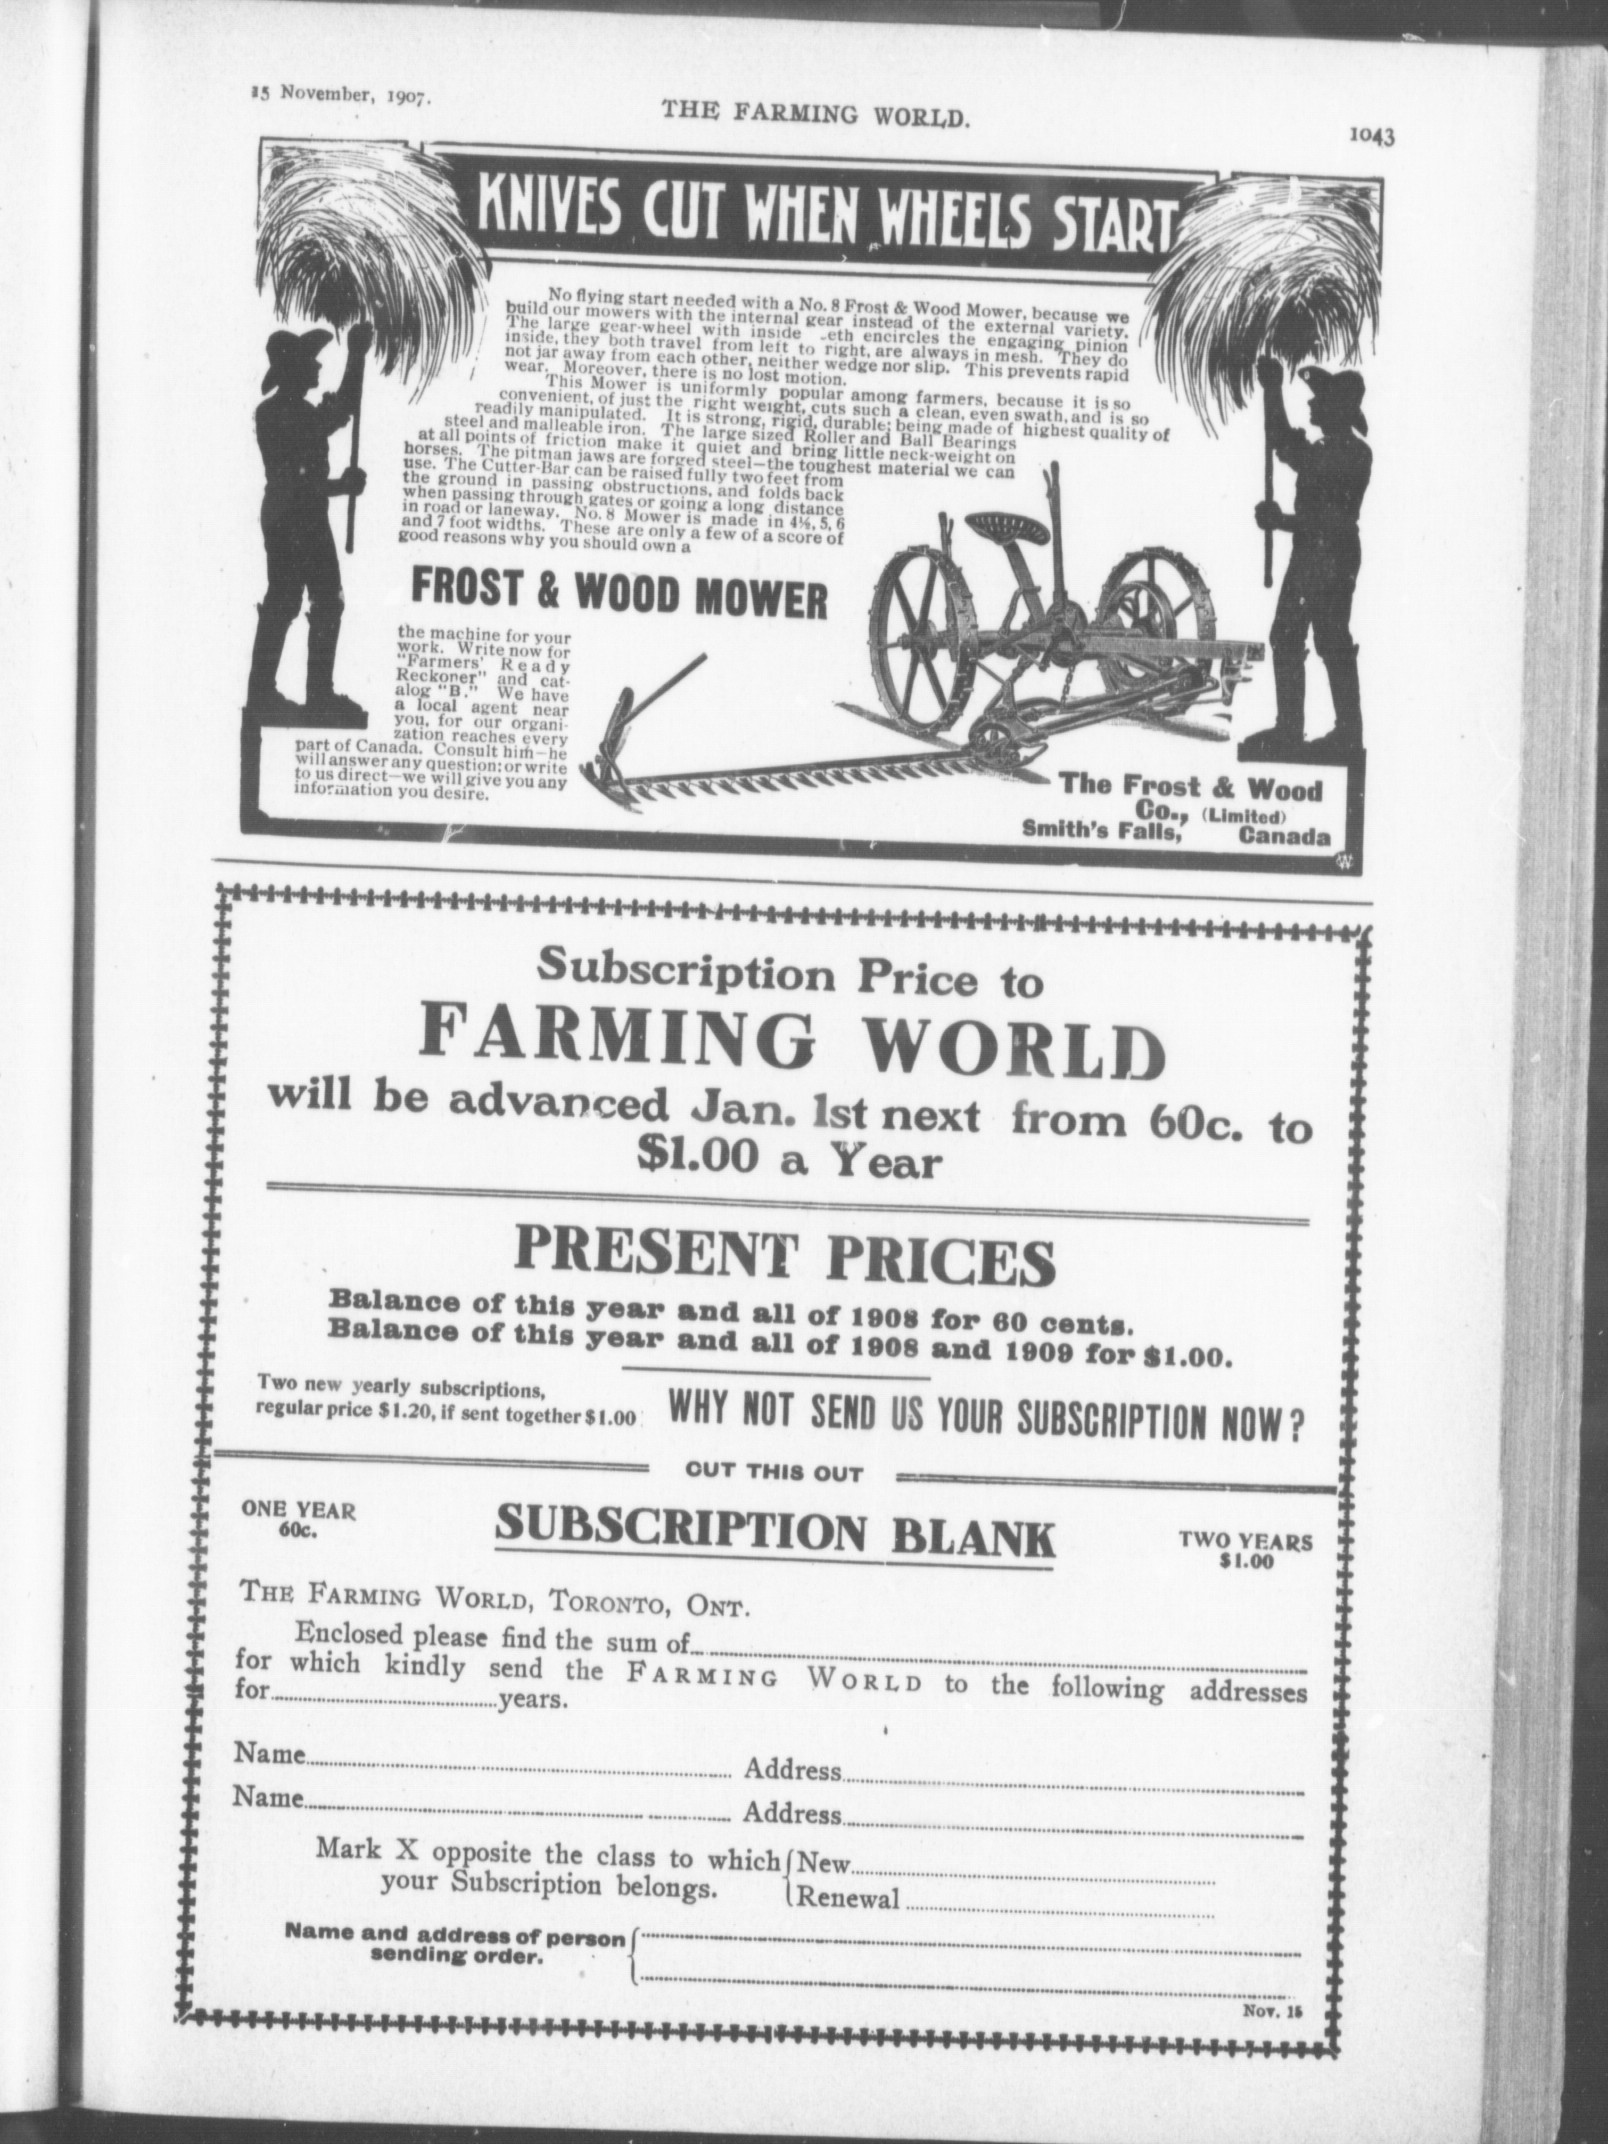 15 November, 1907.
THE FARMING WORLD.
1043
KNIVES CUT WHEN WHEELS START
No flying start needed with a No. 8 Frost & Wood Mower, because we
build our mowers with the internal gear instead of the external variety.
The large gear-wheel with inside -eth encircles the engaging pinion
inside, they both travel from left to right, are always in mesh. They do
not jar away from each other, neither wedge nor slip. This prevents rapid
wear. Moreover, there is no lost motion.
This Mower is uniformly popular among farmers, because it is so
convenient, of just the right weight, cuts such a clean, even swath, and is so
readily manipulated. It is strong, rigid, durable; being made of highest quality of
steel and malleable iron. The large sized Roller and Ball Bearings
at all points of friction make it quiet and bring little neck-weight on
horses. The pitman jaws are forged steel—the toughest material we can
use. The Cutter-Bar can be raised fully two feet from
the ground in passing obstructions, and folds back
when passing through gates or going a long distance
in road or laneway. No. 8 Mower is made in 4½, 5, 6
and 7 foot widths. These are only a few of a score of
good reasons why you should own a
FROST & WOOD MOWER
the machine for your
work. Write now for
"Farmers' Ready
Reckoner" and cat-
alog "B." We have
a local agent near
you, for our organi-
zation reaches every
part of Canada. Consult him—he
will answer any question; or write
to us direct—we will give you any
information you desire.
The Frost & Wood
Co., (Limited)
Smith's Falls, Canada
W
Subscription Price to
FARMING WORLD
will be advanced Jan. 1st next from 60c. to
$1.00 a Year
PRESENT PRICES
Balance of this year and all of 1908 for 60 cents.
Balance of this year and all of 1908 and 1909 for $1.00.
Two new yearly subscriptions,
regular price $1.20, if sent together $1.00
WHY NOT SEND US YOUR SUBSCRIPTION NOW?
CUT THIS OUT
ONE YEAR
60c.
SUBSCRIPTION BLANK
TWO YEARS
$1.00
THE FARMING WORLD, TORONTO, ONT.
Enclosed please find the sum of
for which kindly send the FARMING WORLD to the following addresses
for years.
Name Address
Name Address
Mark X opposite the class to which { New
your Subscription belongs. { Renewal
Name and address of person {
sending order.
Nov. 15